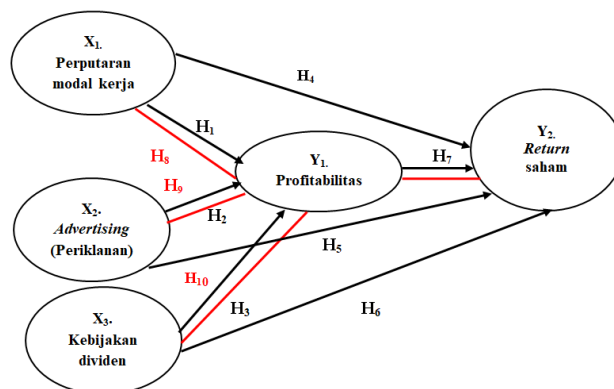 X1.
Perputaran
modal kerja
H4
Y2.
Return
saham
H1
H8
Y1.
Profitabilitas
H7
H9
X2.
Advertising
(Periklanan)
H2
H5
H10
H3
H6
X3.
Kebijakan
dividen